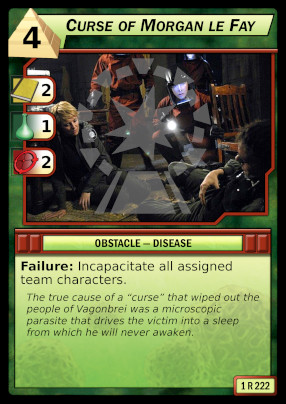 4
Curse of Morgan le Fay
2
1
2
OBSTACLE — DISEASE
Failure: Incapacitate all assigned
team characters.
The true cause of a “curse” that wiped out the
people of Vagonbrei was a microscopic
parasite that drives the victim into a sleep
from which he will never awaken.
1 R 222